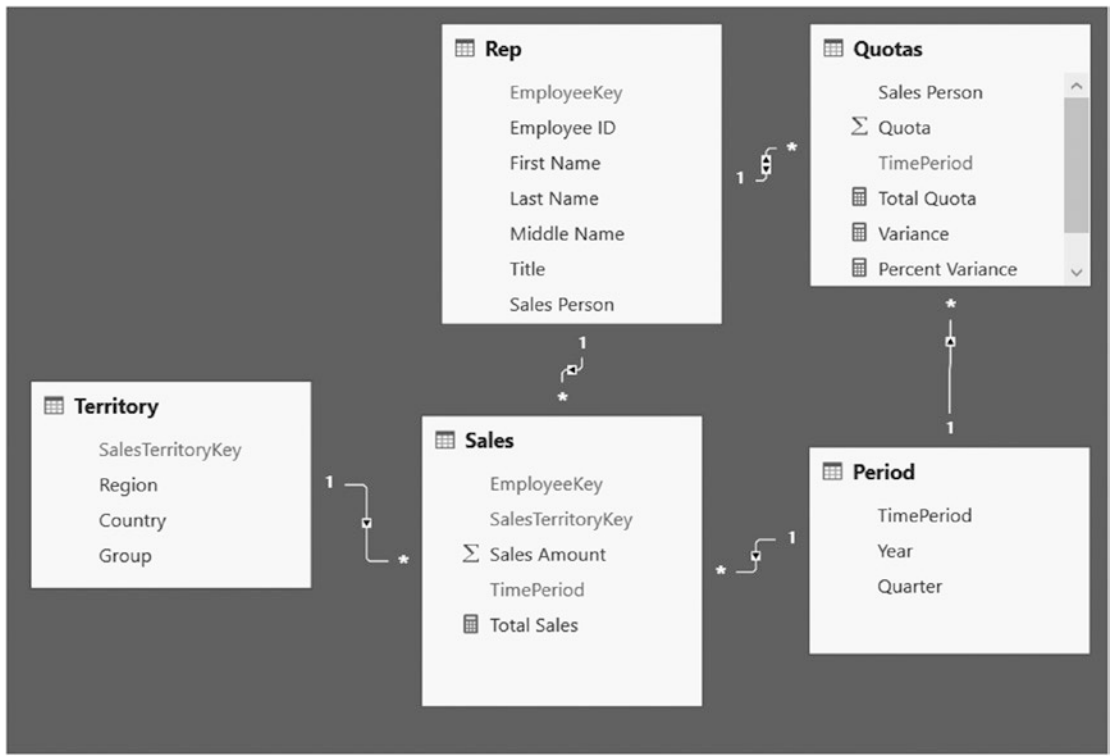 Rep
EmployeeKey
Employee ID
First Name
Last Name
Middle Name
Title
Sales Person
1
*
Quotas
Sales Person
Σ Quota
TimePeriod
Total Quota
Variance
Percent Variance
1
*
*
1
Territory
SalesTerritoryKey
Region
Country
Group
1
*
Sales
EmployeeKey
SalesTerritoryKey
Σ Sales Amount
TimePeriod
Total Sales
*
1
Period
TimePeriod
Year
Quarter